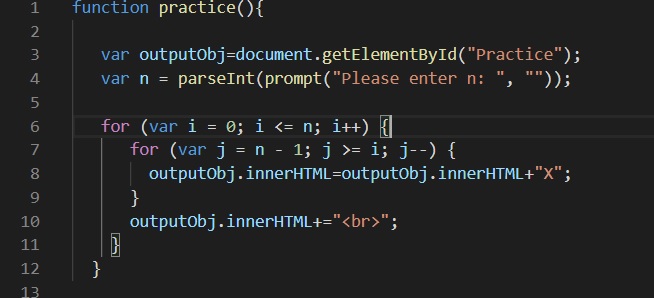 1 function practice(){
2
3 var outputObj=document.getElementById("Practice");
4 var n = parseInt(prompt("Please enter n: ", ""));
5
6 for (var i = 0; i <= n; i++) {
7 for (var j = n - 1; j >= i; j--) {
8 outputObj.innerHTML=outputObj.innerHTML+"X";
9 }
10 outputObj.innerHTML+="<br>";
11 }
12 }
13